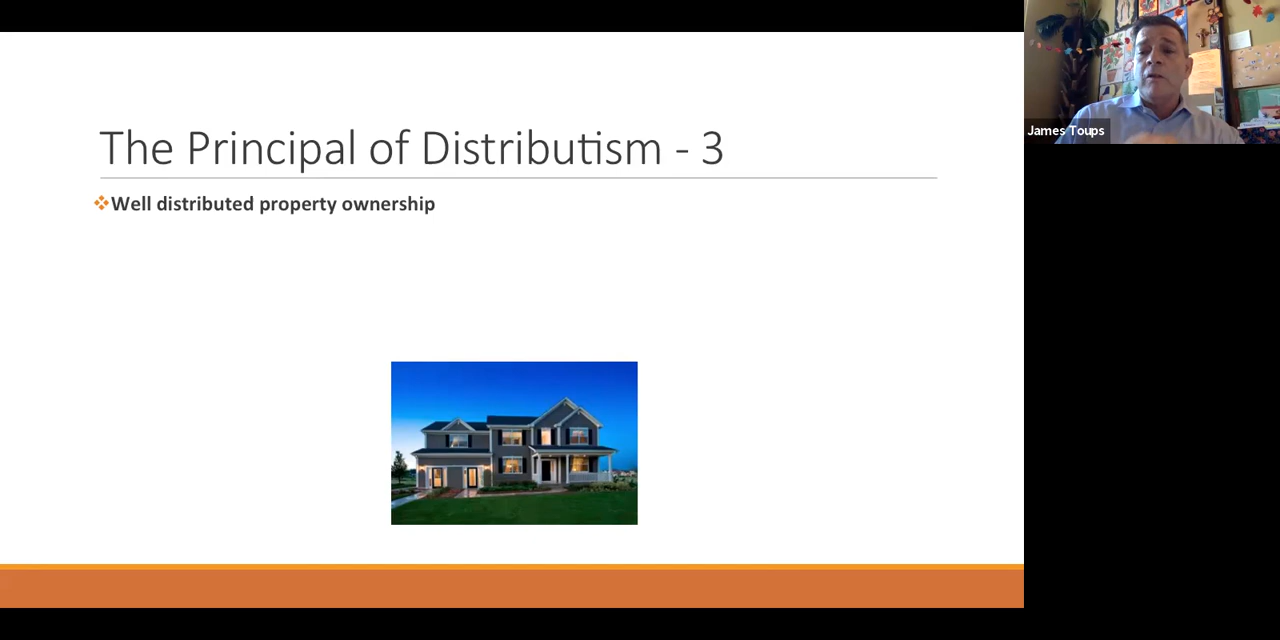 The Principal of Distributism - 3
Well distributed property ownership
James Toups